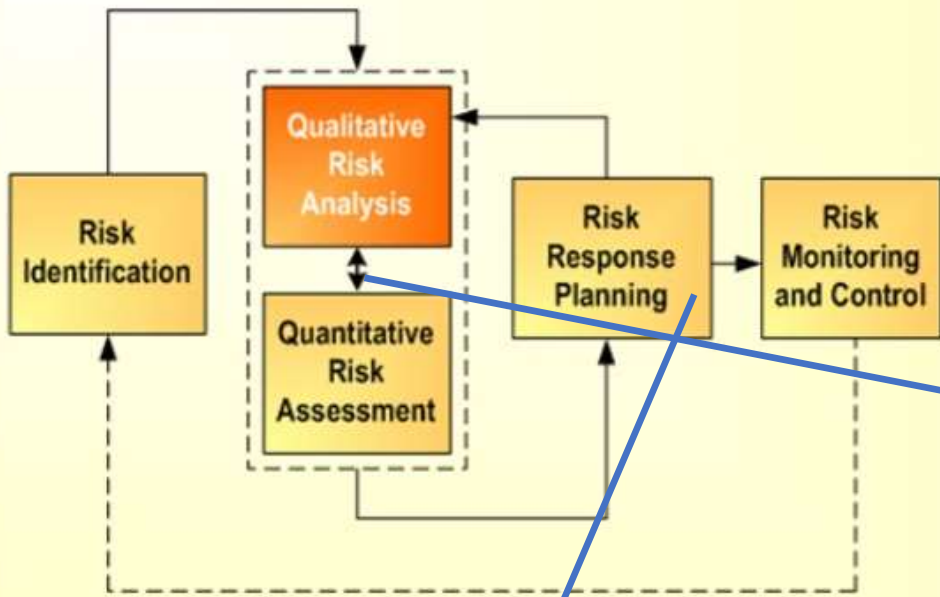 Risk
Identification
Qualitative
Risk
Analysis
Quantitative
Risk
Assessment
Risk
Response
Planning
Risk
Monitoring
and Control